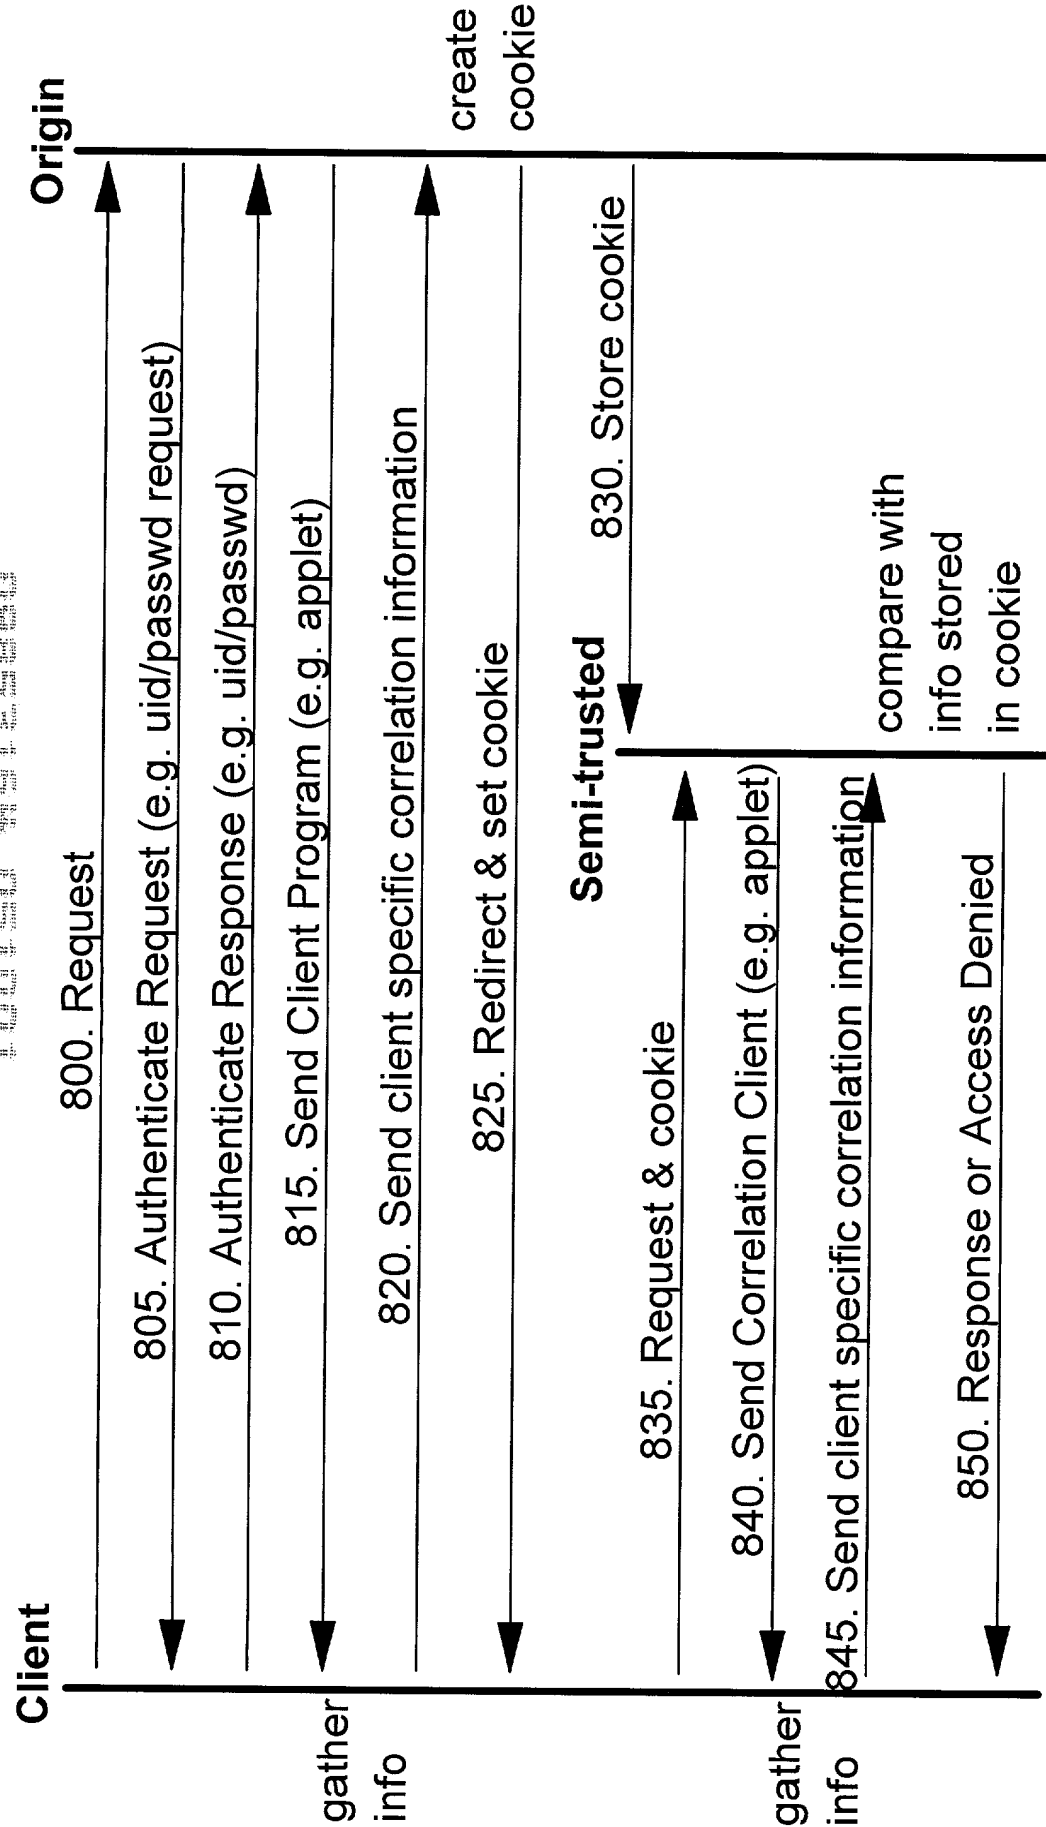 Client
Origin
800. Request
805. Authenticate Request (e.g. uid/passwd request)
810. Authenticate Response (e.g. uid/passwd)
815. Send Client Program (e.g. applet)
gather
info
820. Send client specific correlation information
create
cookie
825. Redirect & set cookie
830. Store cookie
Semi-trusted
835. Request & cookie
840. Send Correlation Client (e.g. applet)
gather
info
845. Send client specific correlation information
compare with
info stored
in cookie
850. Response or Access Denied